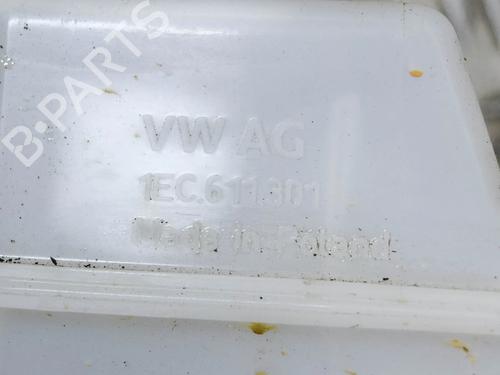 B-PARTS
VW AG
1EC.611.301
Made in Poland